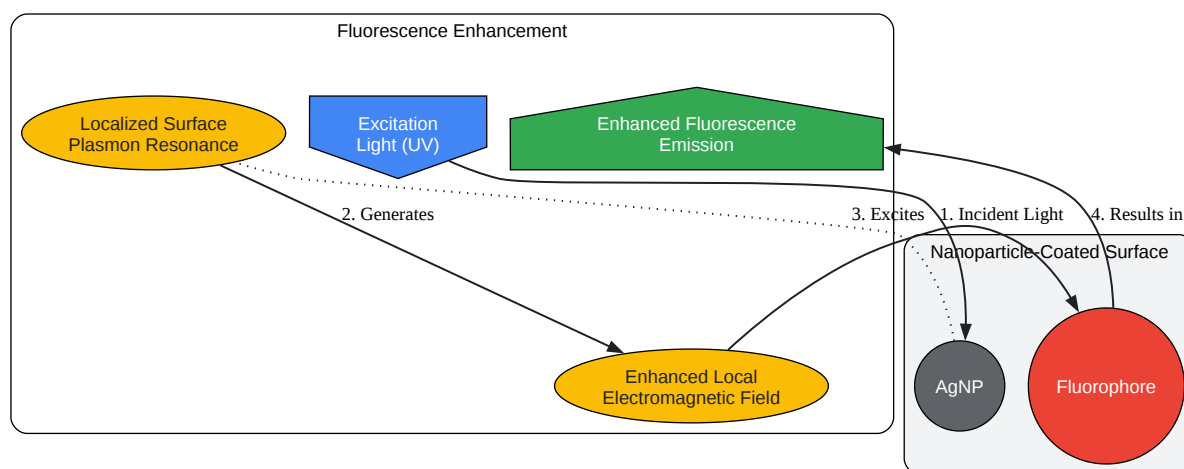 Fluorescence Enhancement
Localized Surface
Plasmon Resonance
Excitation
Light (UV)
Enhanced Fluorescence
Emission
2. Generates
3. Excites
1. Incident Light
4. Results in
Nanoparticle-Coated Surface
Enhanced Local
Electromagnetic Field
AgNP
Fluorophore